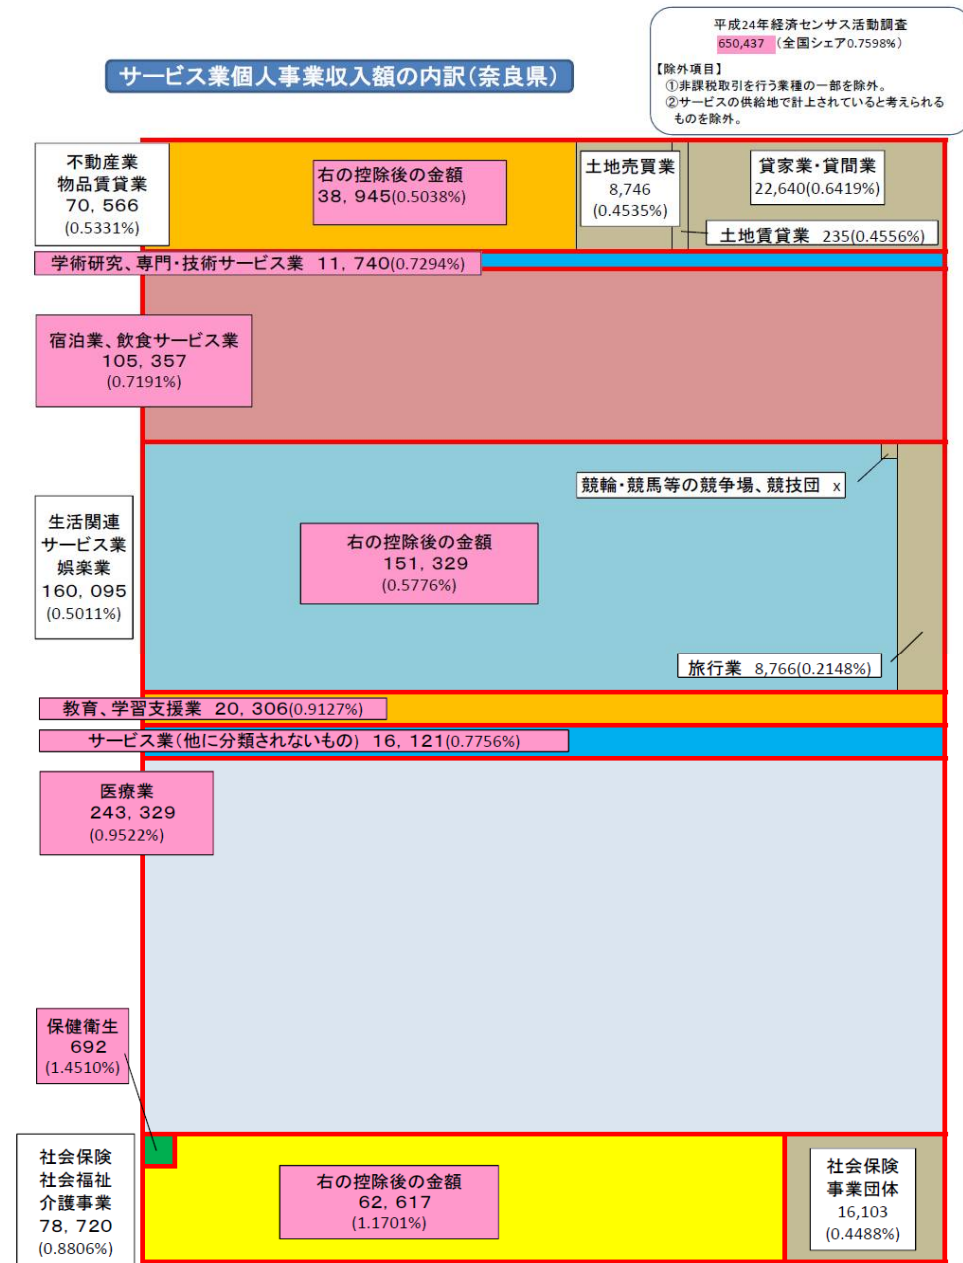 平成24年経済センサス活動調査
650,437 (全国シェア0.7598%)
【除外項目】
①非課税取引を行う業種の一部を除外。
②サービスの供給地で計上されていると考えられる
ものを除外。
サービス業個人事業収入額の内訳(奈良県)
不動産業
物品賃貸業
70, 566
(0.5331%)
右の控除後の金額
38, 945(0.5038%)
土地売買業
8,746
(0.4535%)
貸家業・貸間業
22,640(0.6419%)
土地賃貸業 235(0.4556%)
学術研究、専門・技術サービス業 11, 740(0.7294%)
宿泊業、飲食サービス業
105, 357
(0.7191%)
競輪・競馬等の競争場、競技団 x
生活関連
サービス業
娯楽業
160, 095
(0.5011%)
右の控除後の金額
151, 329
(0.5776%)
旅行業 8,766(0.2148%)
教育、学習支援業 20, 306(0.9127%)
サービス業(他に分類されないもの) 16, 121(0.7756%)
医療業
243, 329
(0.9522%)
保健衛生
692
(1.4510%)
社会保険
社会福祉
介護事業
78, 720
(0.8806%)
右の控除後の金額
62, 617
(1.1701%)
社会保険
事業団体
16,103
(0.4488%)